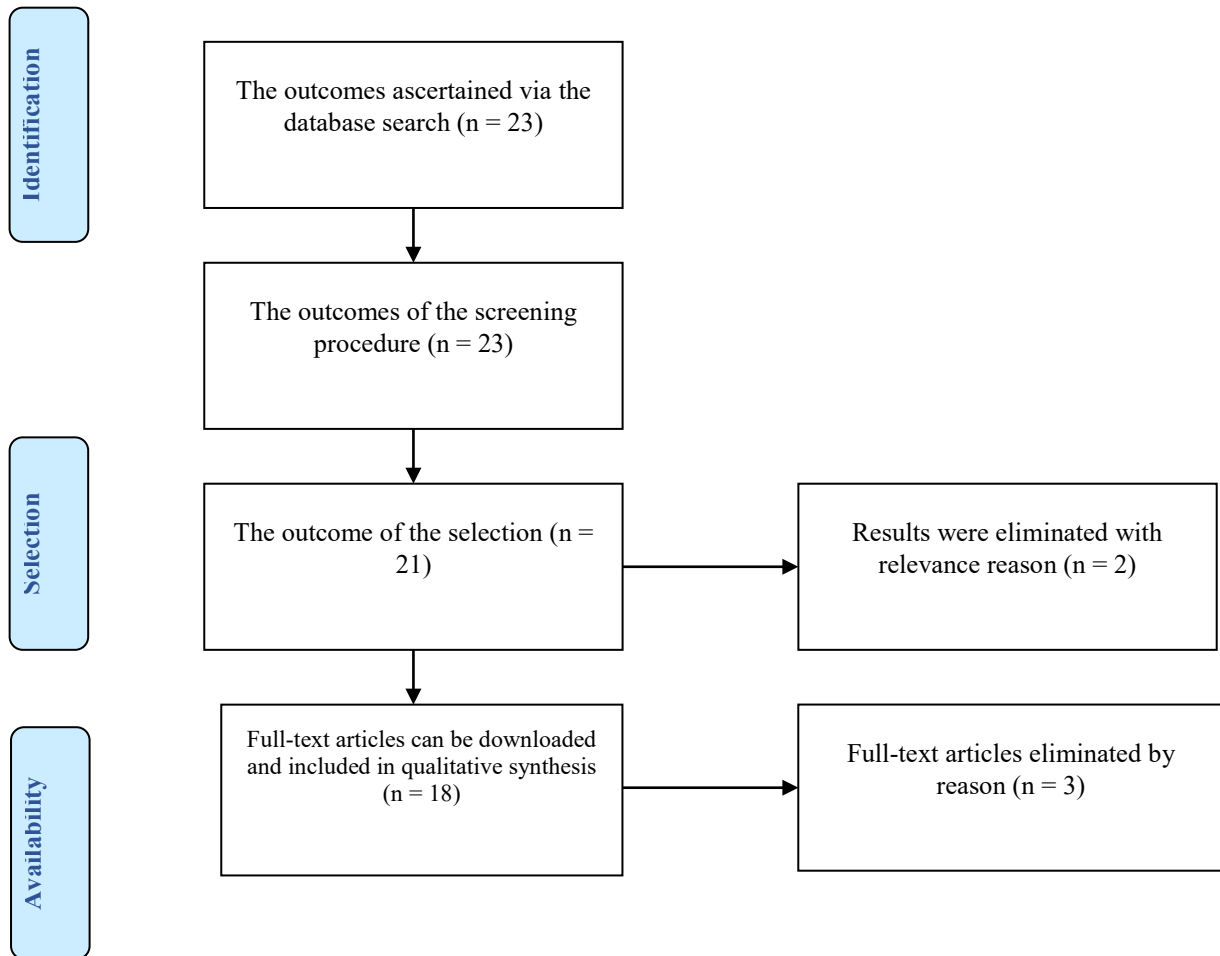 Identification
The outcomes ascertained via the
database search (n = 23)
The outcomes of the screening
procedure (n = 23)
Selection
The outcome of the selection (n =
21)
Results were eliminated with
relevance reason (n = 2)
Availability
Full-text articles can be downloaded
and included in qualitative synthesis
(n = 18)
Full-text articles eliminated by
reason (n = 3)